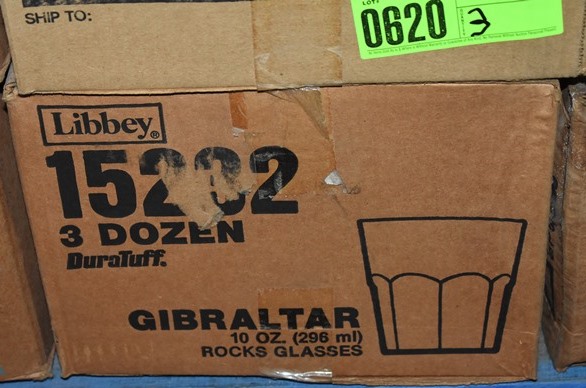 SHIP TO:
LOT#
0620 3
Libbey®
15232
3 DOZEN
DuraTuff®
GIBRALTAR
10 OZ. (296 ml)
ROCKS GLASSES